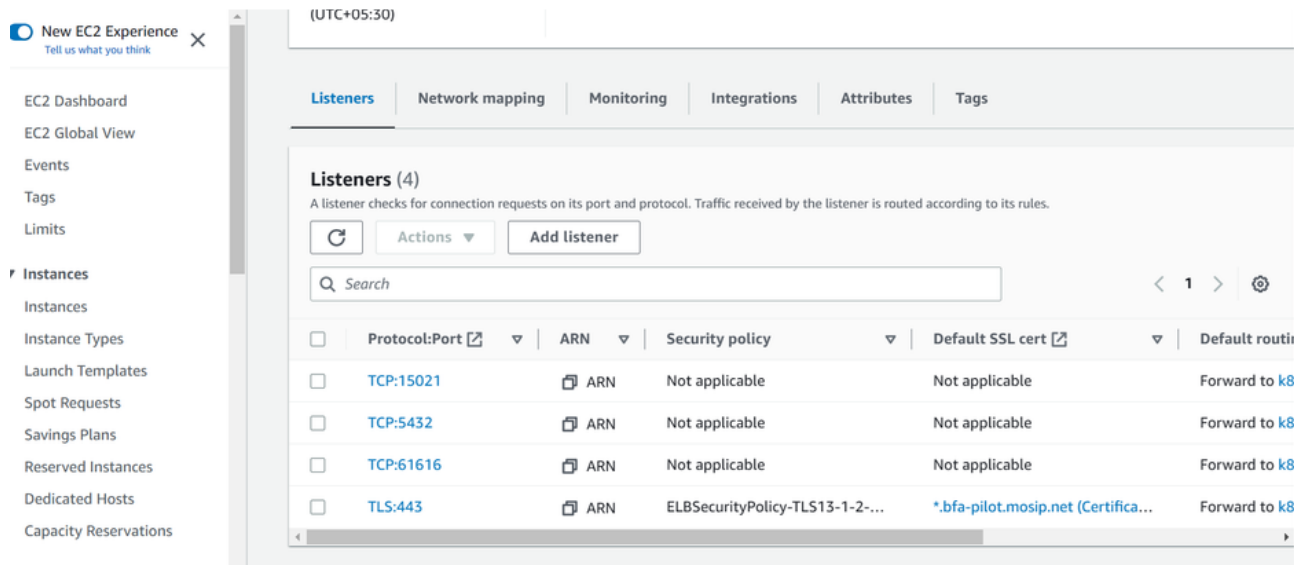 New EC2 Experience
Tell us what you think
EC2 Dashboard
EC2 Global View
Events
Tags
Limits
Instances
Instances
Instance Types
Launch Templates
Spot Requests
Savings Plans
Reserved Instances
Dedicated Hosts
Capacity Reservations
(UTC+05:30)
Listeners Network mapping Monitoring Integrations Attributes Tags
Listeners (4)
A listener checks for connection requests on its port and protocol. Traffic received by the listener is routed according to its rules.
Actions Add listener
Search 1
Protocol:Port ARN Security policy Default SSL cert Default routin
TCP:15021 ARN Not applicable Not applicable Forward to k8
TCP:5432 ARN Not applicable Not applicable Forward to k8
TCP:61616 ARN Not applicable Not applicable Forward to k8
TLS:443 ARN ELBSecurityPolicy-TLS13-1-2-... *.bfa-pilot.mosip.net (Certifica... Forward to k8